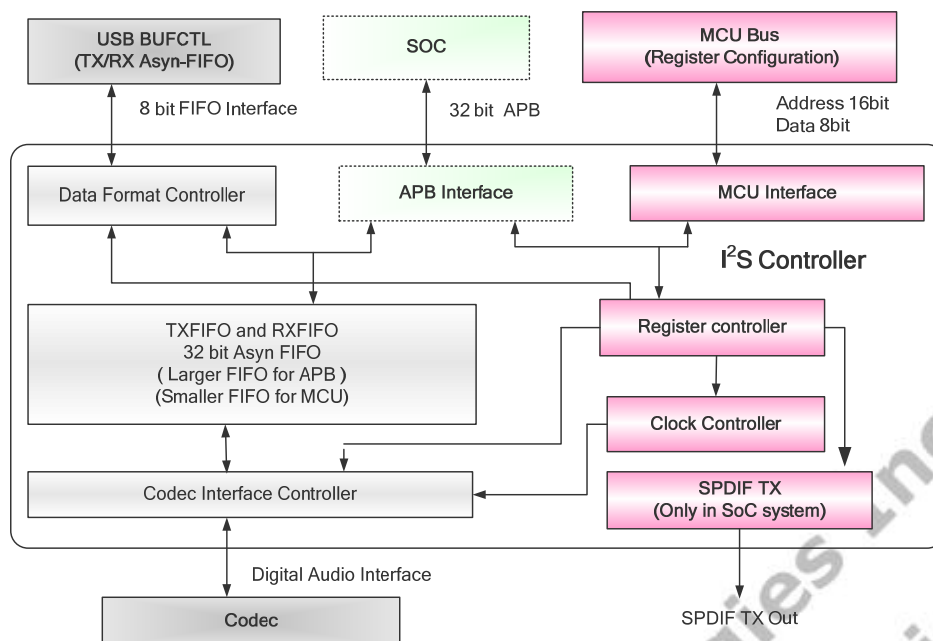 USB BUFCTL
(TX/RX Asyn-FIFO)
SOC
MCU Bus
(Register Configuration)
8 bit FIFO Interface
32 bit APB
Address 16bit
Data 8bit
Data Format Controller
APB Interface
MCU Interface
I²S Controller
TXFIFO and RXFIFO
32 bit Asyn FIFO
( Larger FIFO for APB )
(Smaller FIFO for MCU)
Register controller
Clock Controller
Codec Interface Controller
SPDIF TX
(Only in SoC system)
Digital Audio Interface
Codec
SPDIF TX Out